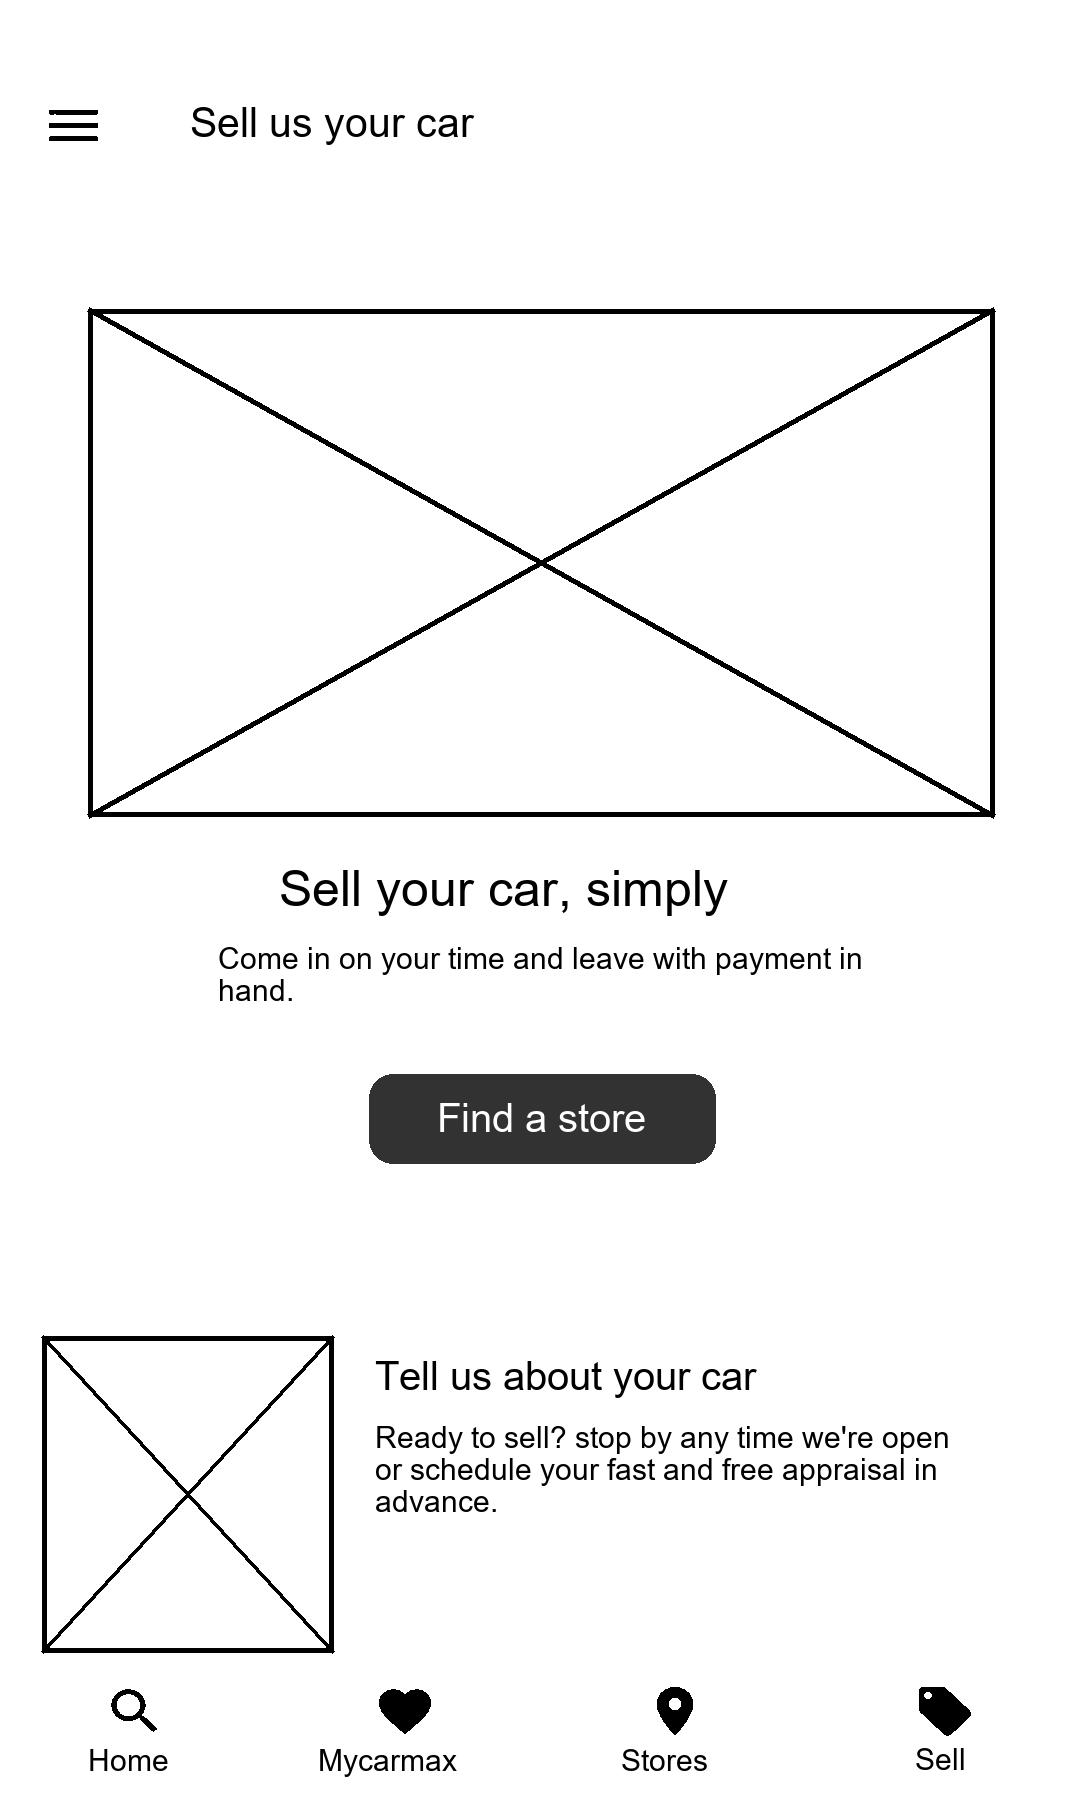 Sell us your car
Sell your car, simply
Come in on your time and leave with payment in
hand.
Find a store
Tell us about your car
Ready to sell? stop by any time we're open
or schedule your fast and free appraisal in
advance.
Home
Mycarmax
Stores
Sell